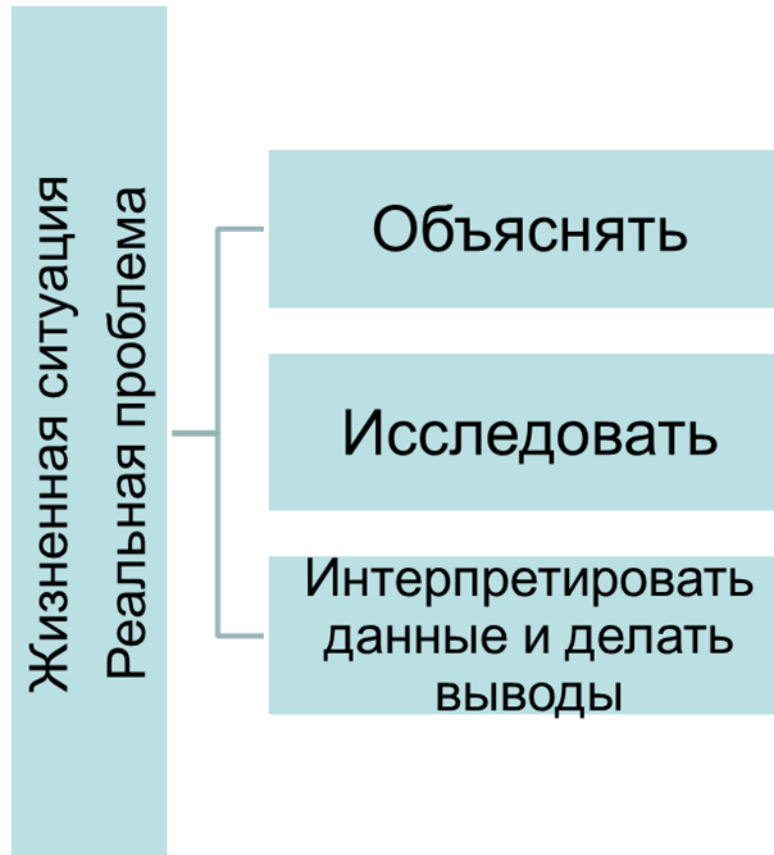 Жизненная ситуация
Реальная проблема
Объяснять
Исследовать
Интерпретировать
данные и делать
выводы